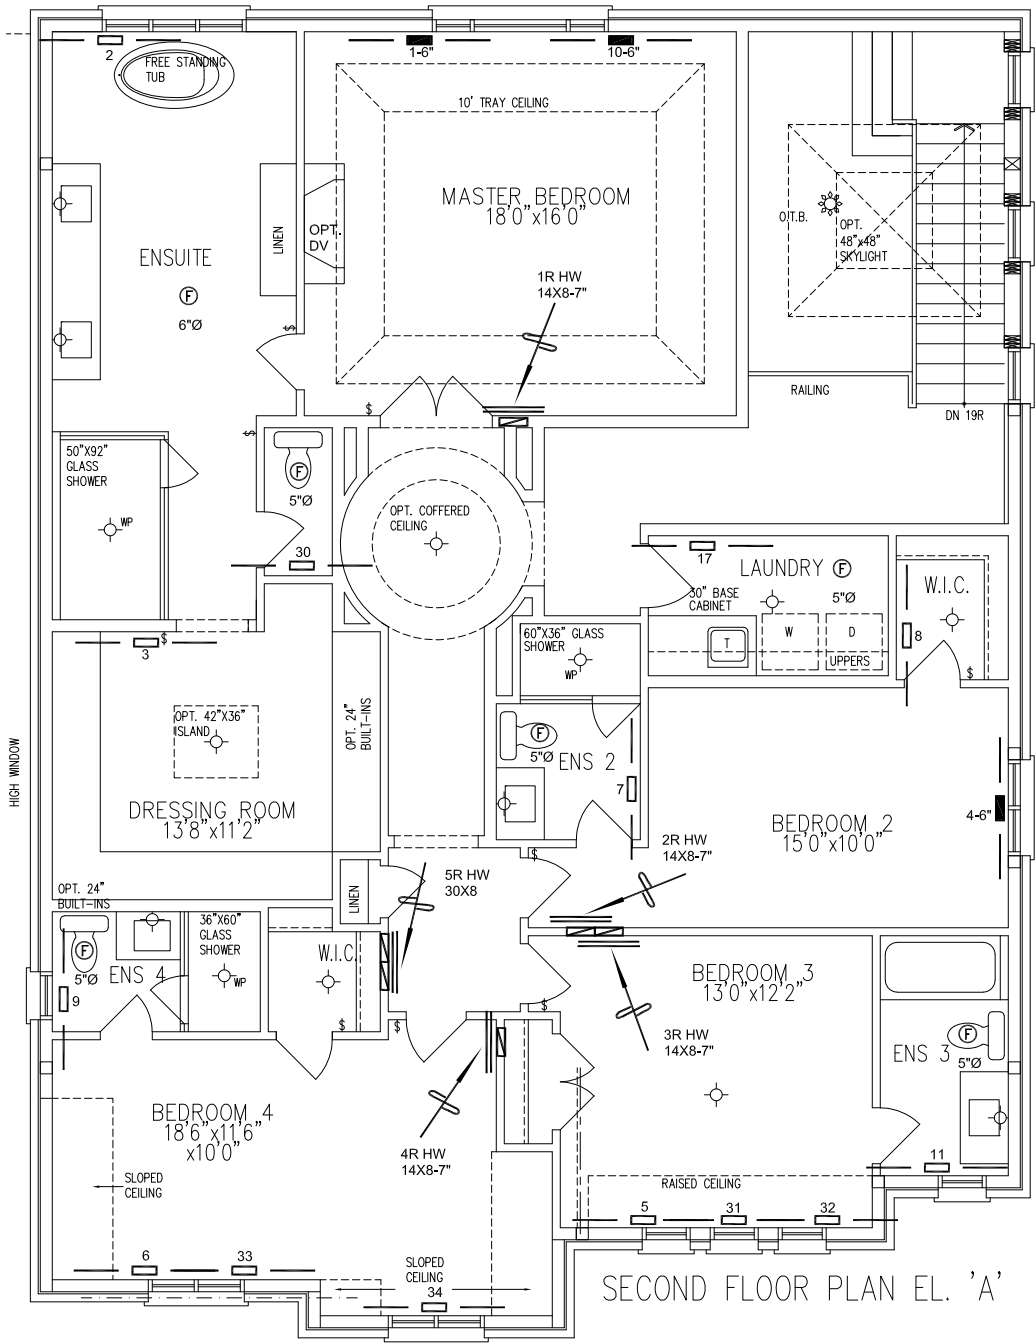 2
1-6"
10-6"
FREE STANDING
TUB
10' TRAY CEILING
MASTER BEDROOM
18'0"x16'0"
O.T.B.
OPT.
48"x48"
SKYLIGHT
LINEN
OPT.
DV
ENSUITE
F
6"Ø
$
1R HW
14X8-7"
RAILING
DN 19R
$
$
50"X92"
GLASS
SHOWER
WP
F
5"Ø
30
OPT. COFFERED
CEILING
17
LAUNDRY F
5"Ø
30" BASE
CABINET
W
D
UPPERS
T
W.I.C.
8
$
3
$
60"X36" GLASS
SHOWER
WP
OPT. 42"X36"
ISLAND
OPT. 24"
BUILT-INS
F
5"Ø
ENS 2
7
HIGH WINDOW
DRESSING ROOM
13'8"x11'2"
BEDROOM 2
15'0"x10'0"
4-6"
2R HW
14X8-7"
$
5R HW
30X8
LINEN
OPT. 24"
BUILT-INS
36"X60"
GLASS
SHOWER
WP
F
5"Ø
ENS 4
9
W.I.C.
$
$
$
BEDROOM 3
13'0"x12'2"
3R HW
14X8-7"
F
5"Ø
ENS 3
11
BEDROOM 4
18'6"x11'6"
x10'0"
4R HW
14X8-7"
SLOPED
CEILING
RAISED CEILING
5
31
32
6
33
SLOPED
CEILING
34
SECOND FLOOR PLAN EL. 'A'